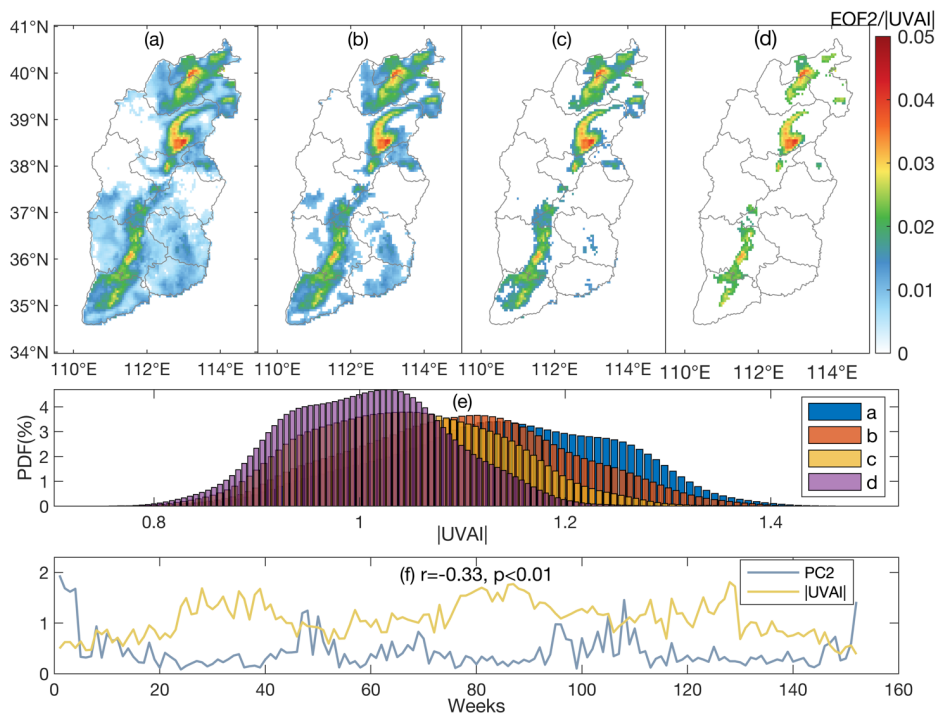 EOF2/|UVAI|
41°N
40°N
39°N
38°N
37°N
36°N
35°N
34°N
(a)
(b)
(c)
(d)
0.05
0.04
0.03
0.02
0.01
0
110°E 112°E 114°E 110°E 112°E 114°E 110°E 112°E 114°E 110°E 112°E 114°E
PDF(%)
4
3
2
1
0
(e)
a
b
c
d
0.8 1 1.2 1.4
|UVAI|
2
1
0
(f) r=-0.33, p<0.01
PC2
|UVAI|
0 20 40 60 80 100 120 140 160
Weeks